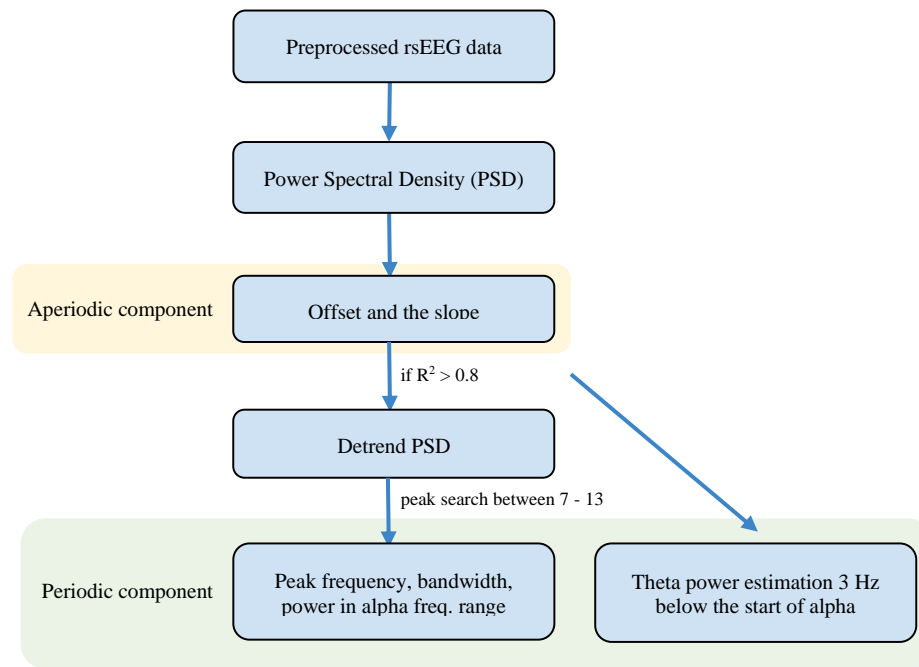 Preprocessed rsEEG data
Power Spectral Density (PSD)
Aperiodic component
Offset and the slope
if R² > 0.8
Detrend PSD
peak search between 7 - 13
Periodic component
Peak frequency, bandwidth,
power in alpha freq. range
Theta power estimation 3 Hz
below the start of alpha